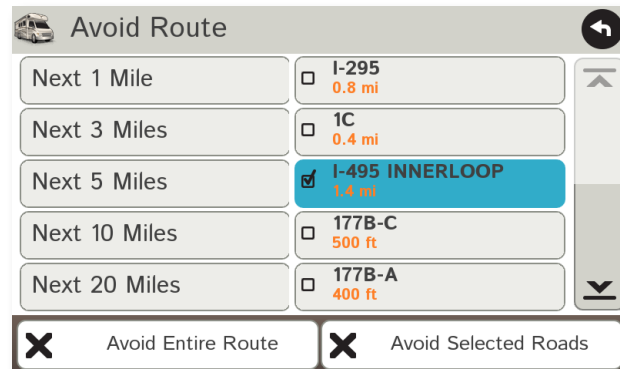 Avoid Route
Next 1 Mile
I-295
0.8 mi
Next 3 Miles
1C
0.4 mi
Next 5 Miles
I-495 INNERLOOP
1.4 mi
Next 10 Miles
177B-C
500 ft
Next 20 Miles
177B-A
400 ft
Avoid Entire Route
Avoid Selected Roads